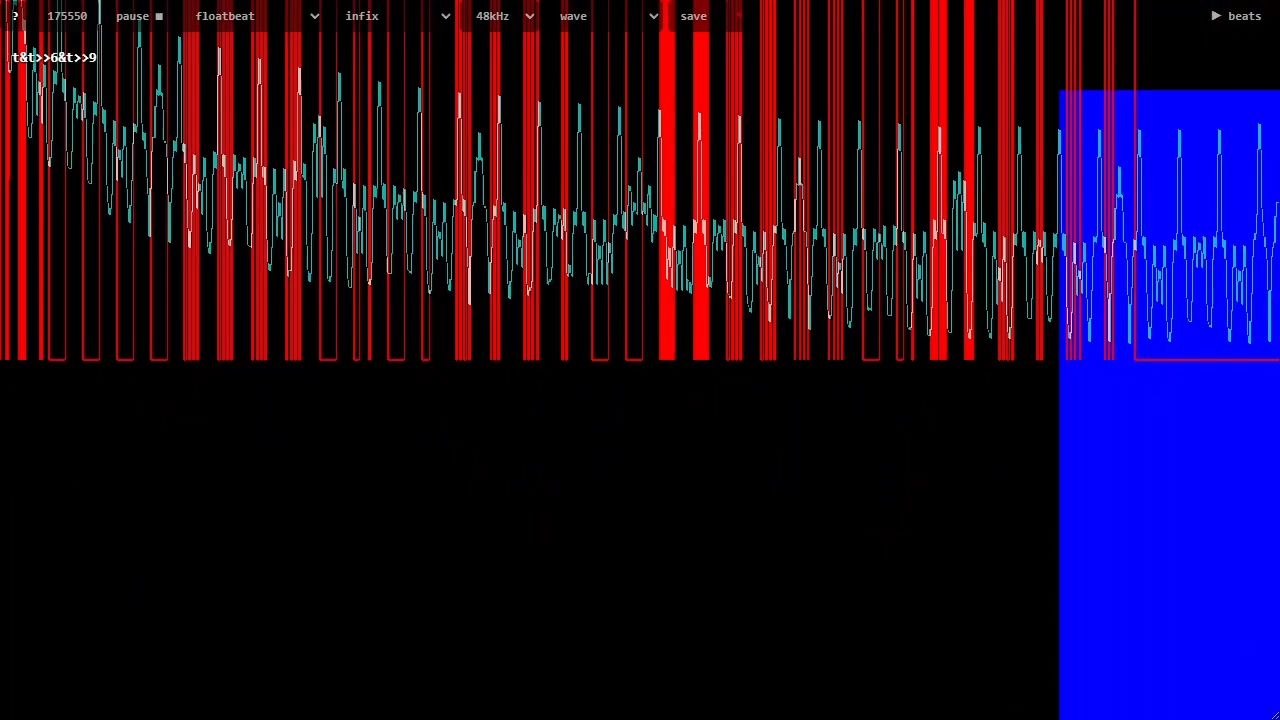 ? 175550 pause ■ floatbeat infix 48kHz wave save ▶ beats
t&t>>6&t>>9